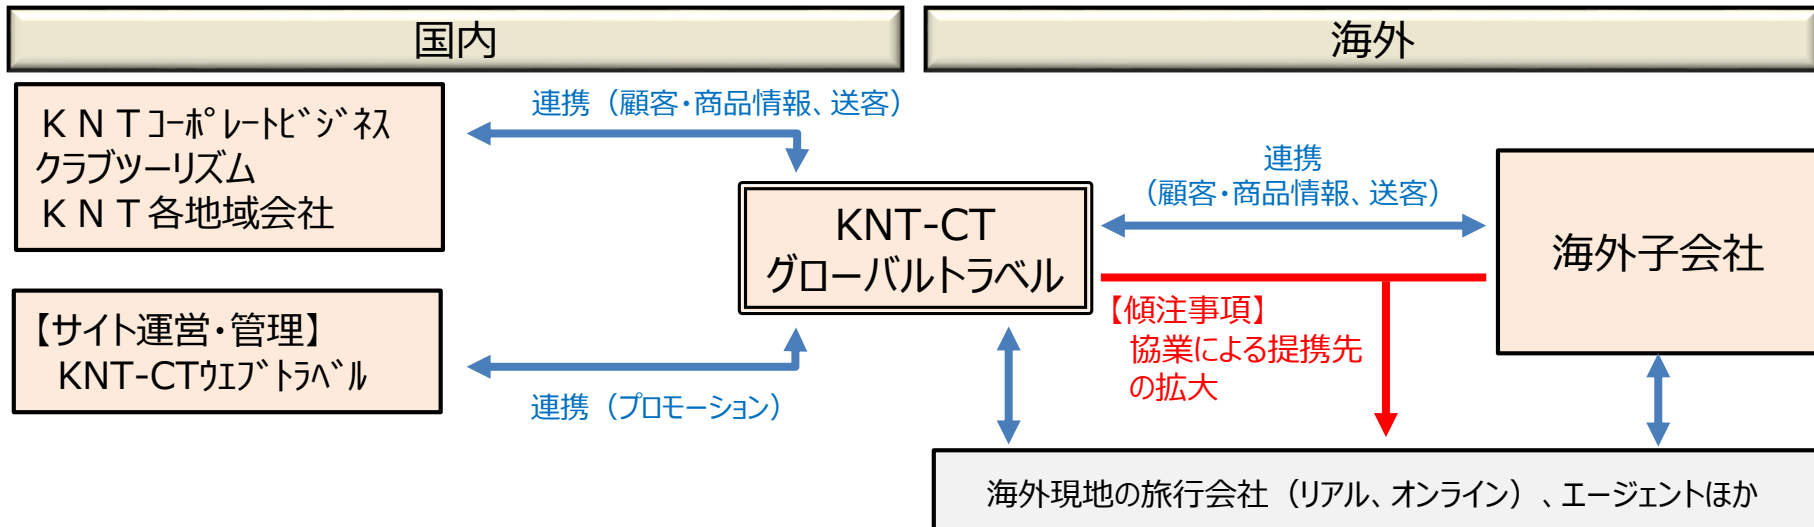 国内
海外
KNTｺｰﾎﾟﾚｰﾄﾋﾞｼﾞﾈｽ
クラブツーリズム
KNT各地域会社
連携（顧客・商品情報、送客）
KNT-CT
グローバルトラベル
連携
（顧客・商品情報、送客）
海外子会社
【サイト運営・管理】
KNT-CTｳｴﾌﾞﾄﾗﾍﾞﾙ
連携（プロモーション）
【傾注事項】
協業による提携先
の拡大
海外現地の旅行会社（リアル、オンライン）、エージェントほか